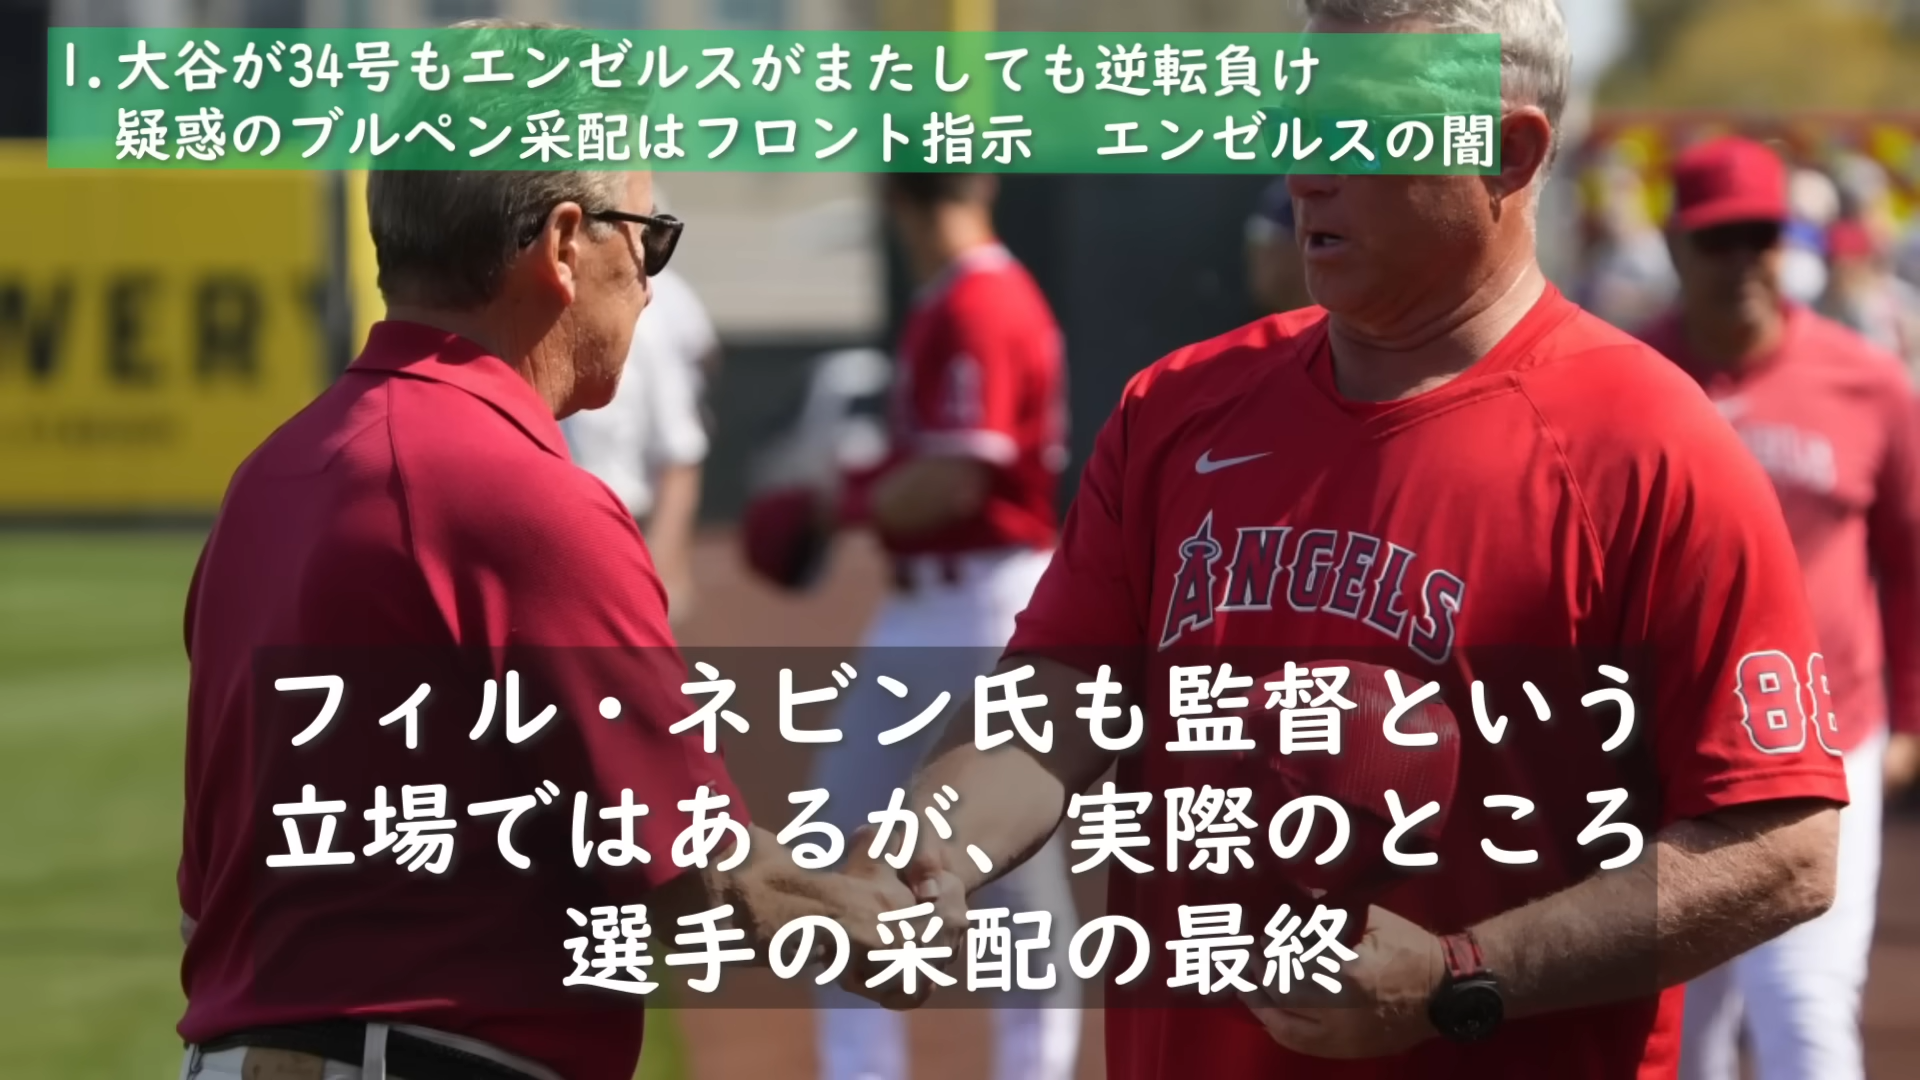 1. 大谷が34号もエンゼルスがまたしても逆転負け
疑惑のブルペン采配はフロント指示　エンゼルスの闇
WERY
ANGELS
88
フィル・ネビン氏も監督という
立場ではあるが、実際のところ
選手の采配の最終